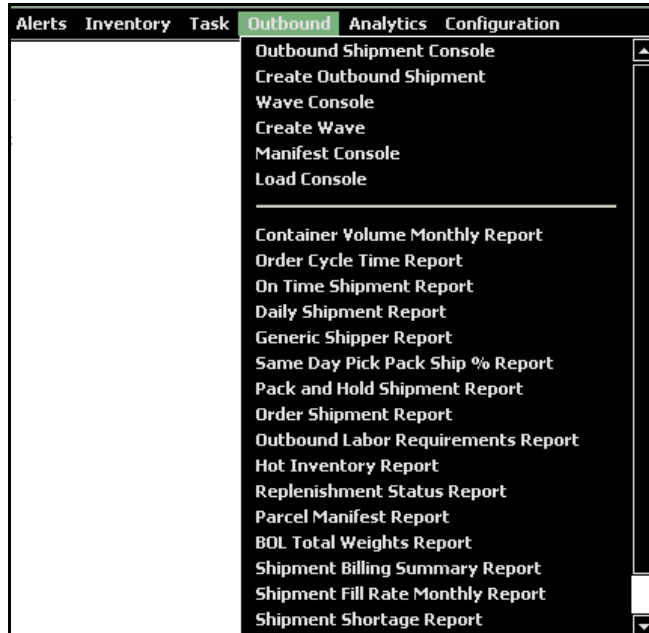 Alerts Inventory Task Outbound Analytics Configuration
Outbound Shipment Console
Create Outbound Shipment
Wave Console
Create Wave
Manifest Console
Load Console
Container Volume Monthly Report
Order Cycle Time Report
On Time Shipment Report
Daily Shipment Report
Generic Shipper Report
Same Day Pick Pack Ship % Report
Pack and Hold Shipment Report
Order Shipment Report
Outbound Labor Requirements Report
Hot Inventory Report
Replenishment Status Report
Parcel Manifest Report
BOL Total Weights Report
Shipment Billing Summary Report
Shipment Fill Rate Monthly Report
Shipment Shortage Report